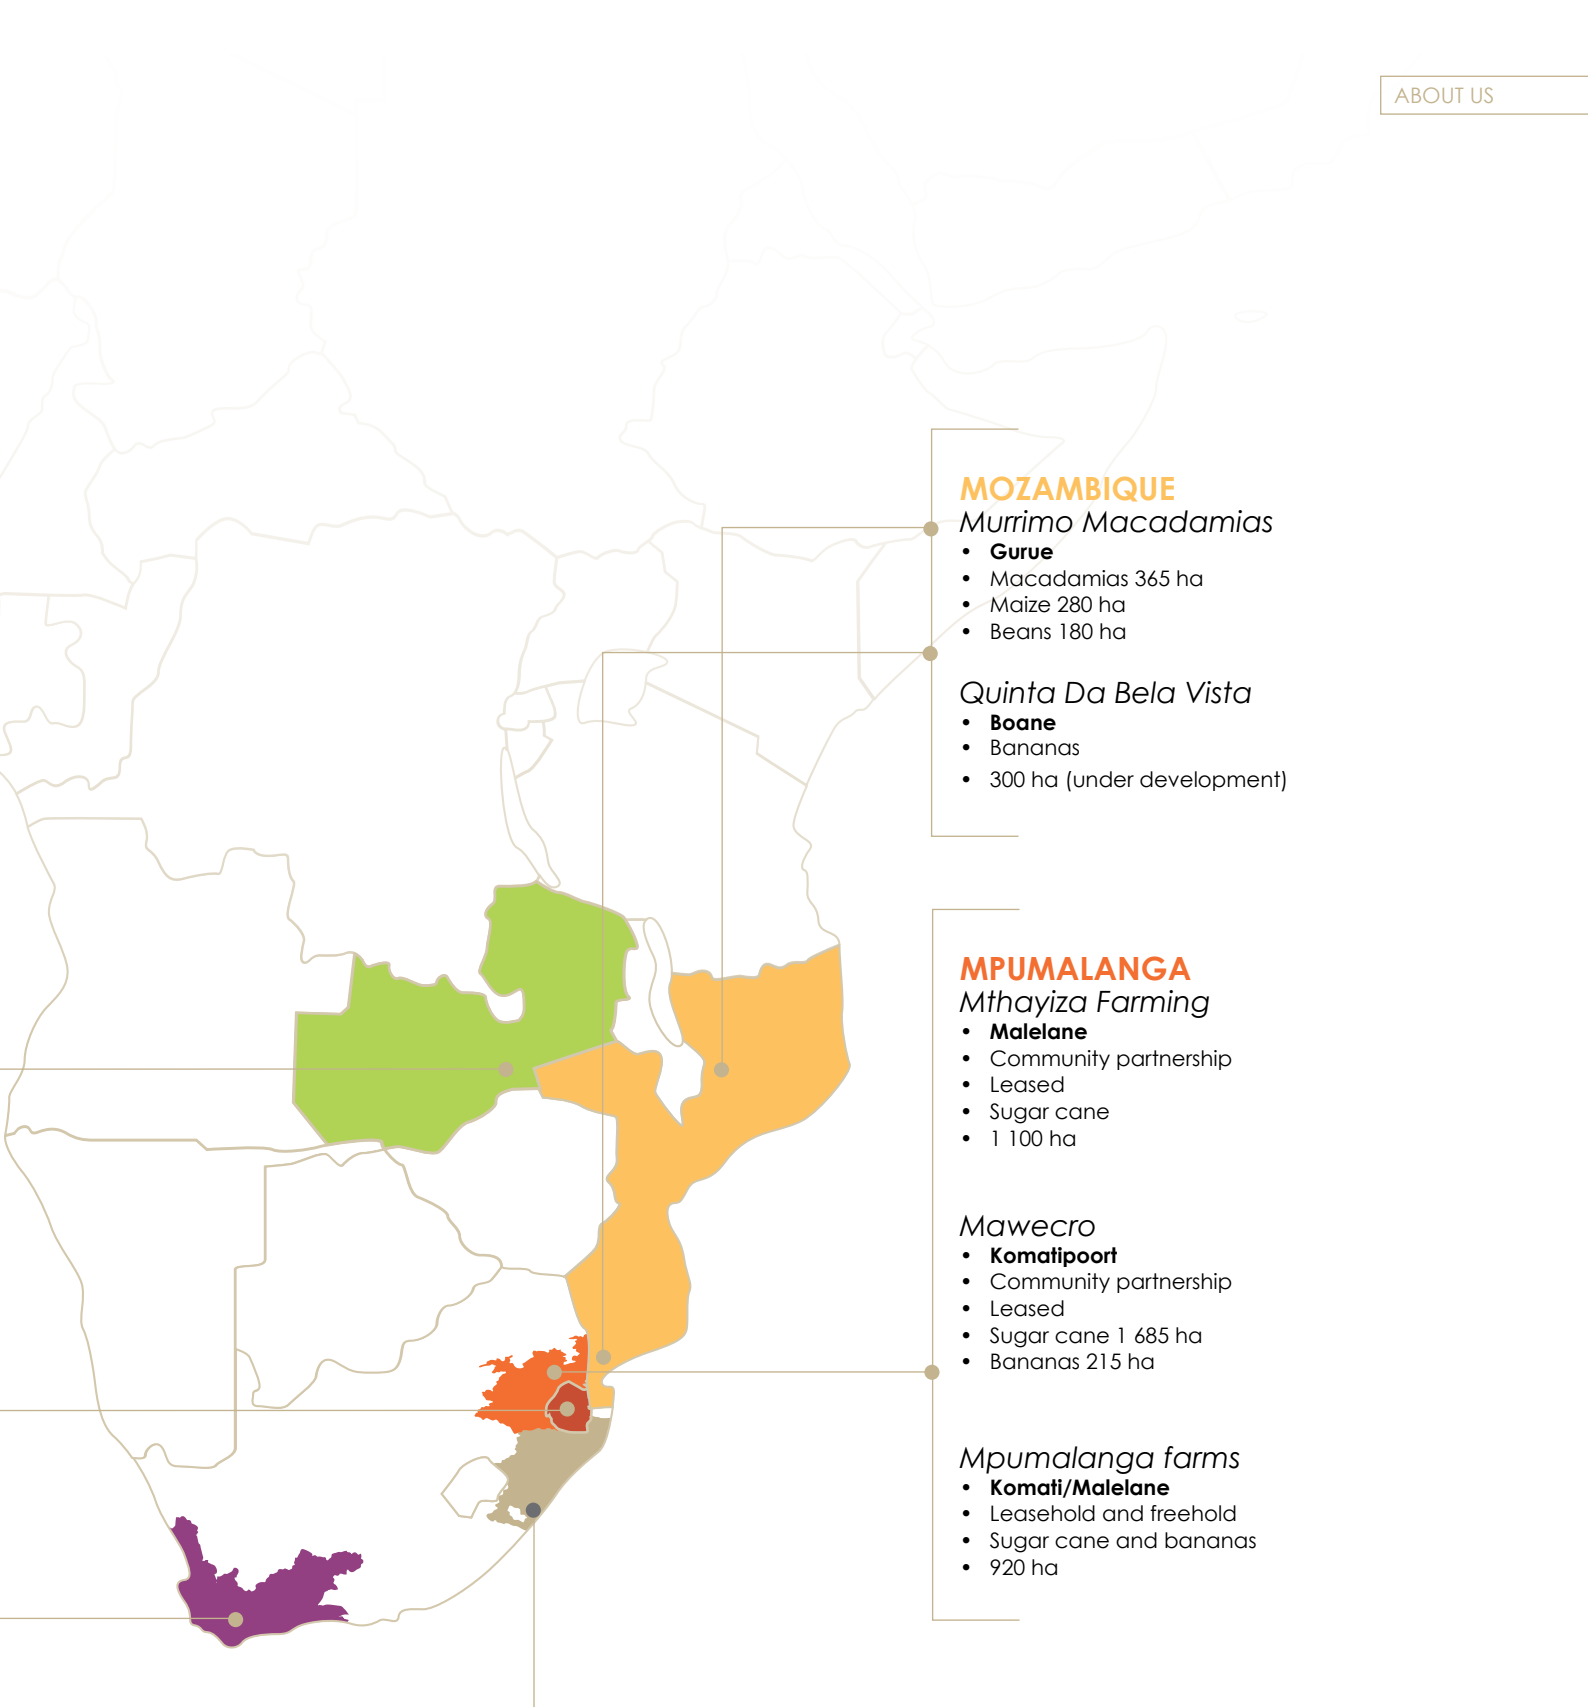 ABOUT US
MOZAMBIQUE
Murrimo Macadamias
• Gurue
• Macadamias 365 ha
• Maize 280 ha
• Beans 180 ha
Quinta Da Bela Vista
• Boane
• Bananas
• 300 ha (under development)
MPUMALANGA
Mthayiza Farming
• Malelane
• Community partnership
• Leased
• Sugar cane
• 1 100 ha
Mawecro
• Komatipoort
• Community partnership
• Leased
• Sugar cane 1 685 ha
• Bananas 215 ha
Mpumalanga farms
• Komati/Malelane
• Leasehold and freehold
• Sugar cane and bananas
• 920 ha